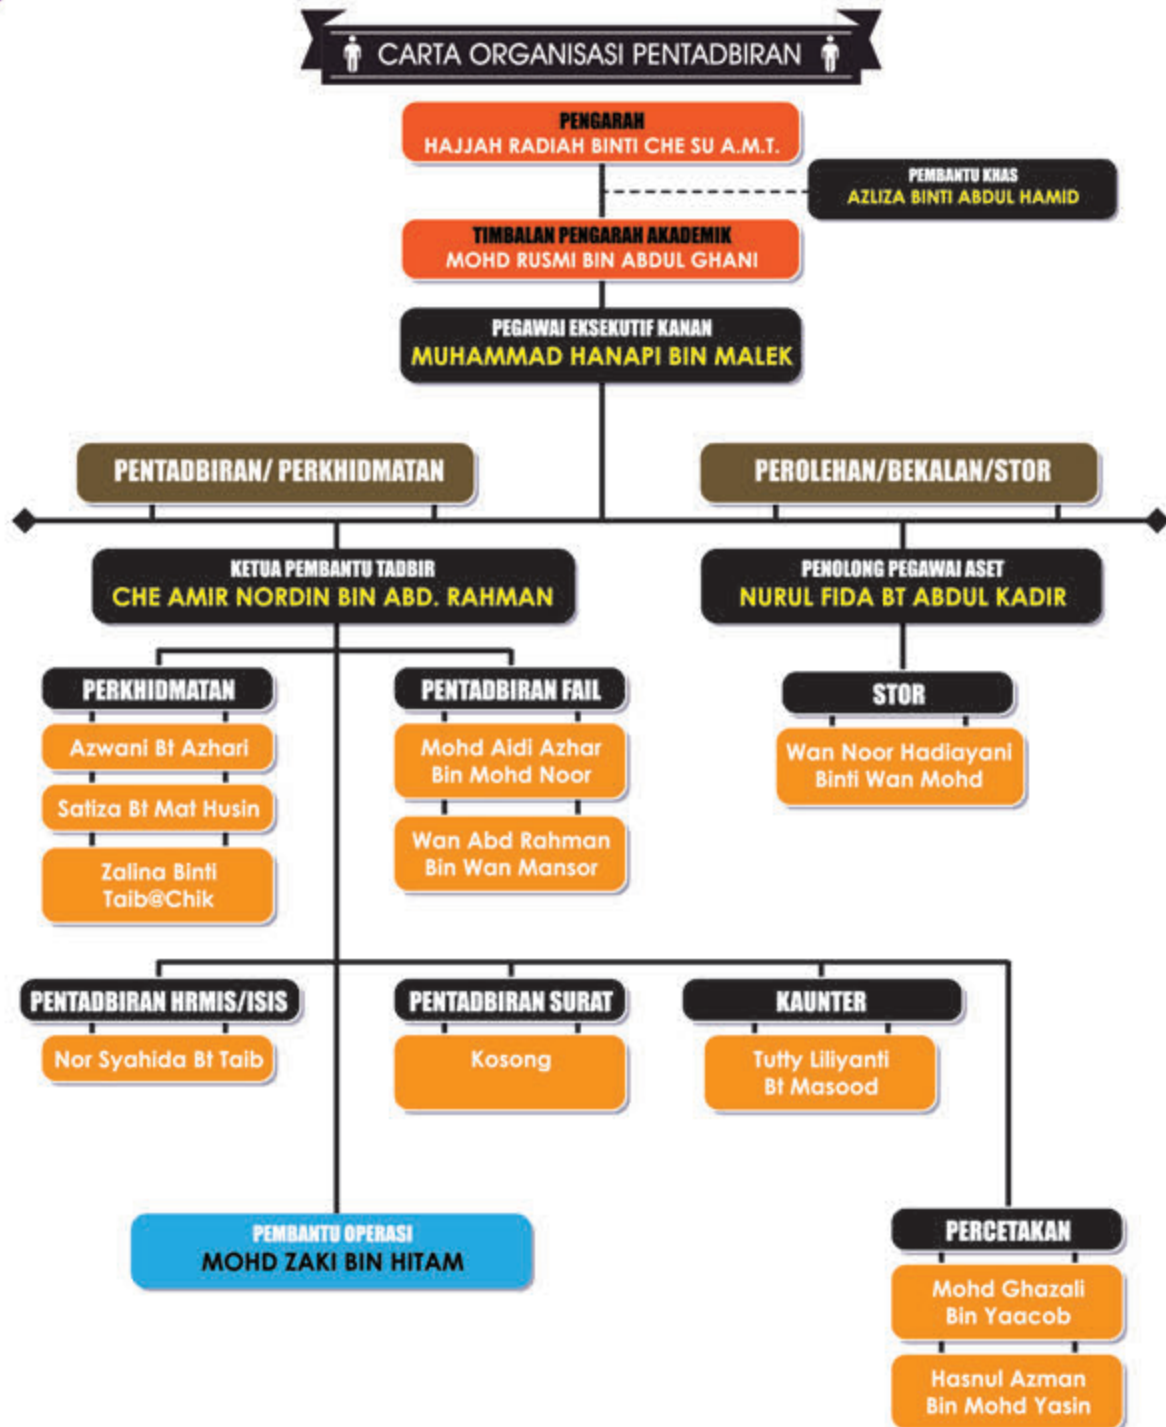 CARTA ORGANISASI PENTADBIRAN
PENGARAH
HAJJAH RADIAH BINTI CHE SU A.M.T.
PEMBANTU KHAS
AZLIZA BINTI ABDUL HAMID
TIMBALAN PENGARAH AKADEMIK
MOHD RUSMI BIN ABDUL GHANI
PEGAWAI EKSEKUTIF KANAN
MUHAMMAD HANAPI BIN MALEK
PENTADBIRAN/ PERKHIDMATAN
PEROLEHAN/BEKALAN/STOR
KETUA PEMBANTU TADBIR
CHE AMIR NORDIN BIN ABD. RAHMAN
PENOLONG PEGAWAI ASET
NURUL FIDA BT ABDUL KADIR
PERKHIDMATAN
Azwani Bt Azhari
Satiza Bt Mat Husin
Zalina Binti
Taib@Chik
PENTADBIRAN FAIL
Mohd Aidi Azhar
Bin Mohd Noor
Wan Abd Rahman
Bin Wan Mansor
STOR
Wan Noor Hadiayani
Binti Wan Mohd
PENTADBIRAN HRMIS/ISIS
Nor Syahida Bt Taib
PENTADBIRAN SURAT
Kosong
KAUNTER
Tutty Liliyanti
Bt Masood
PEMBANTU OPERASI
MOHD ZAKI BIN HITAM
PERCETAKAN
Mohd Ghazali
Bin Yaacob
Hasnul Azman
Bin Mohd Yasin